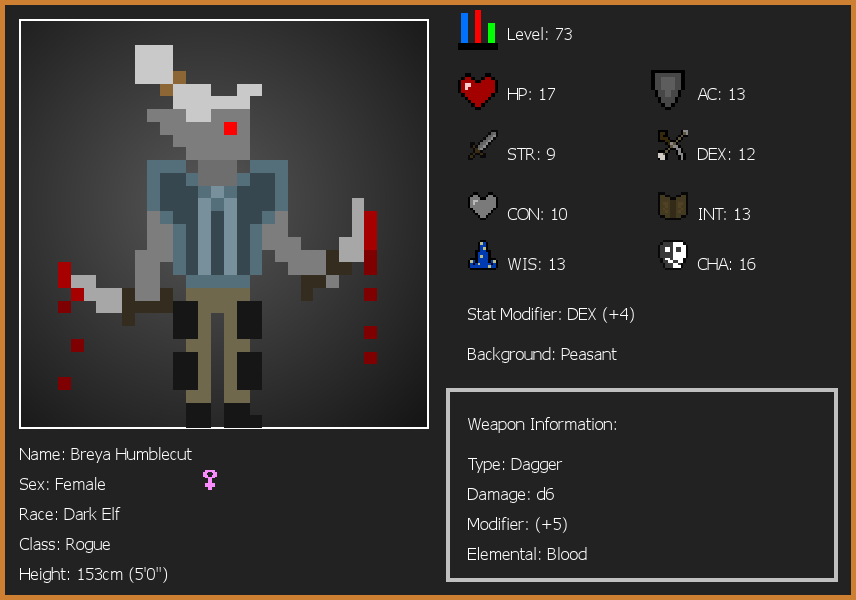 Level: 73
HP: 17
AC: 13
STR: 9
DEX: 12
CON: 10
INT: 13
WIS: 13
CHA: 16
Stat Modifier: DEX (+4)
Background: Peasant
Weapon Information:
Type: Dagger
Damage: d6
Modifier: (+5)
Elemental: Blood
Name: Breya Humblecut
Sex: Female
Race: Dark Elf
Class: Rogue
Height: 153cm (5'0")